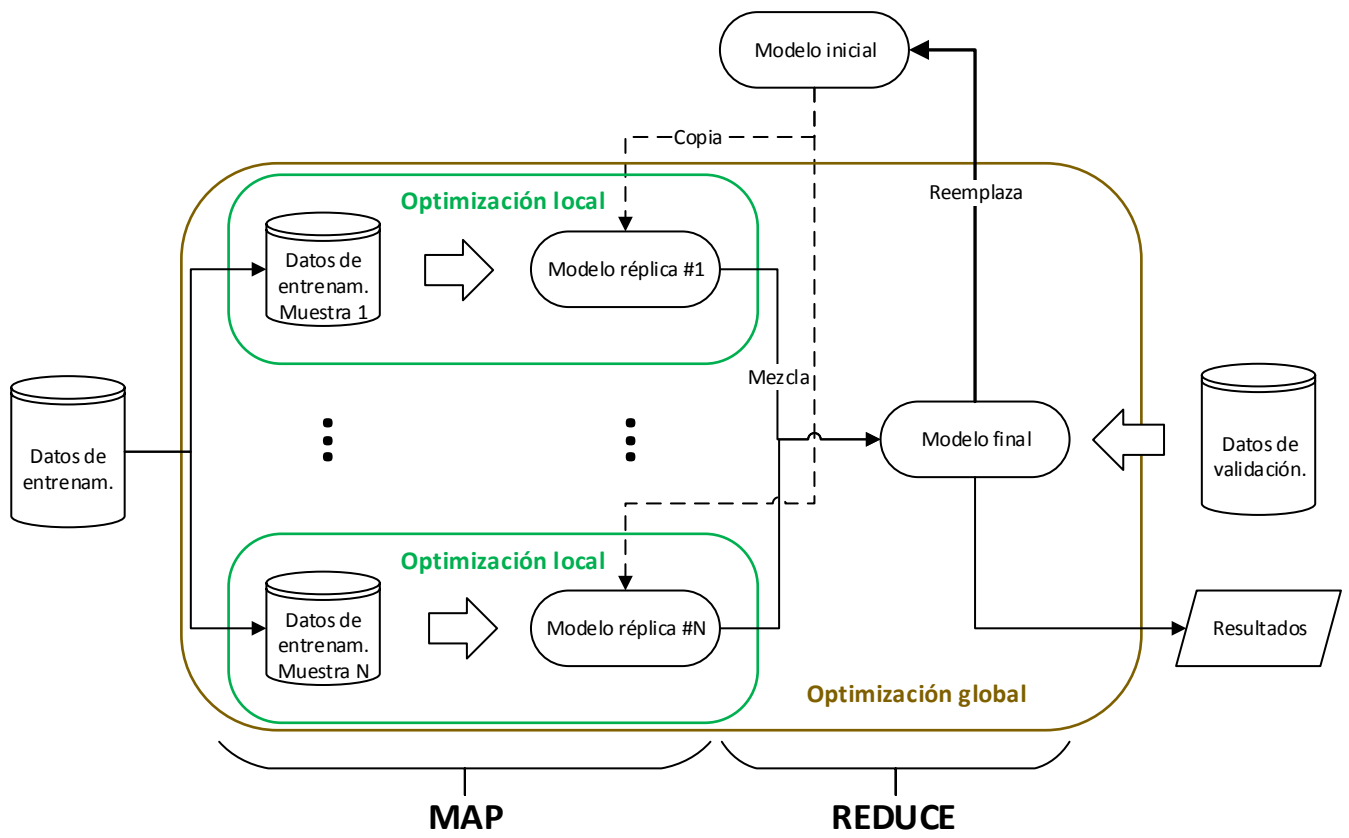 Modelo inicial
Copia
Reemplaza
Optimización local
Datos de
entrenam.
Muestra 1
Modelo réplica #1
Mezcla
Datos de
entrenam.
Modelo final
Datos de
validación.
Optimización local
Datos de
entrenam.
Muestra N
Modelo réplica #N
Resultados
Optimización global
MAP
REDUCE